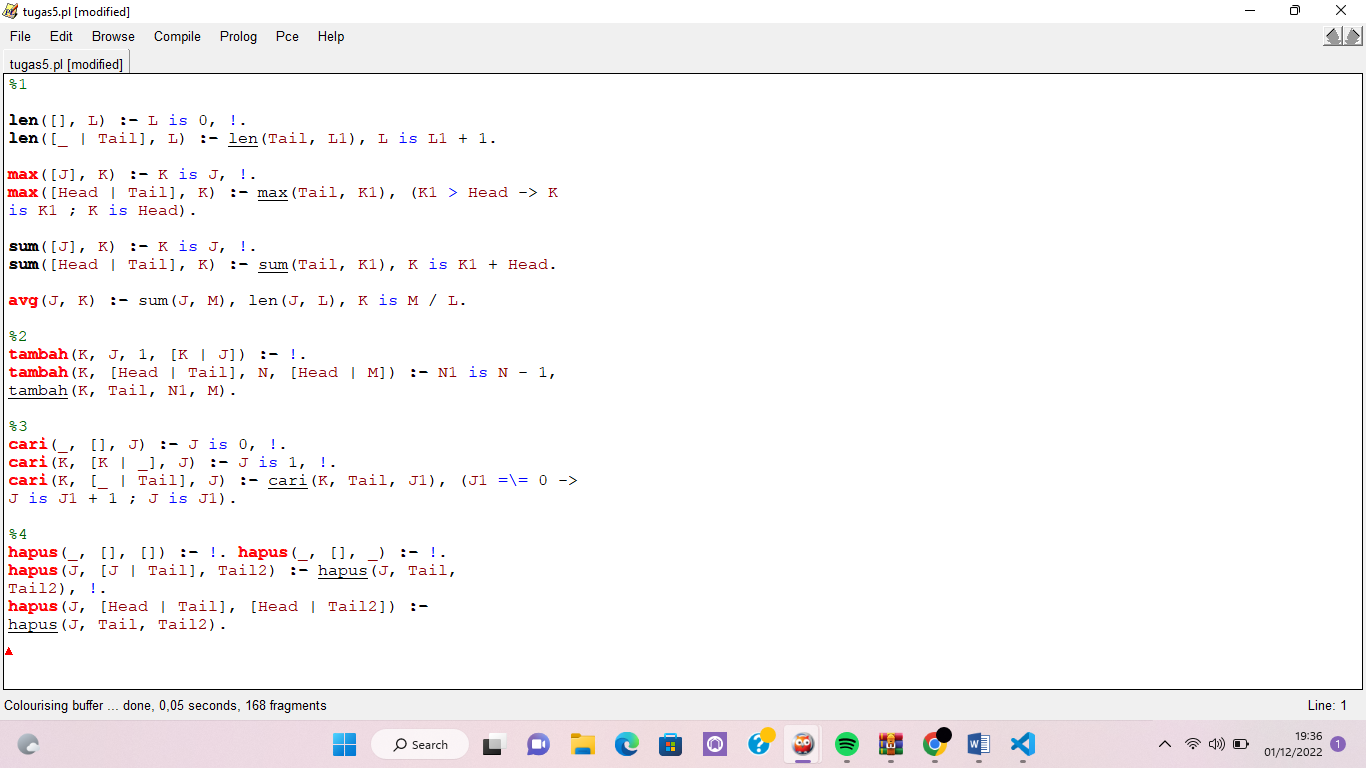 tugas5.pl [modified]
File Edit Browse Compile Prolog Pce Help
tugas5.pl [modified]
%1
len([], L) :- L is 0, !.
len([_ | Tail], L) :- len(Tail, L1), L is L1 + 1.
max([J], K) :- K is J, !.
max([Head | Tail], K) :- max(Tail, K1), (K1 > Head -> K
is K1 ; K is Head).
sum([J], K) :- K is J, !.
sum([Head | Tail], K) :- sum(Tail, K1), K is K1 + Head.
avg(J, K) :- sum(J, M), len(J, L), K is M / L.
%2
tambah(K, J, 1, [K | J]) :- !.
tambah(K, [Head | Tail], N, [Head | M]) :- N1 is N - 1,
tambah(K, Tail, N1, M).
%3
cari(_, [], J) :- J is 0, !.
cari(K, [K | _], J) :- J is 1, !.
cari(K, [_ | Tail], J) :- cari(K, Tail, J1), (J1 =\= 0 ->
J is J1 + 1 ; J is J1).
%4
hapus(_, [], []) :- !. hapus(_, [], _) :- !.
hapus(J, [J | Tail], Tail2) :- hapus(J, Tail,
Tail2), !.
hapus(J, [Head | Tail], [Head | Tail2]) :-
hapus(J, Tail, Tail2).
Colourising buffer ... done, 0,05 seconds, 168 fragments
Line: 1
Search
19:36
01/12/2022
1